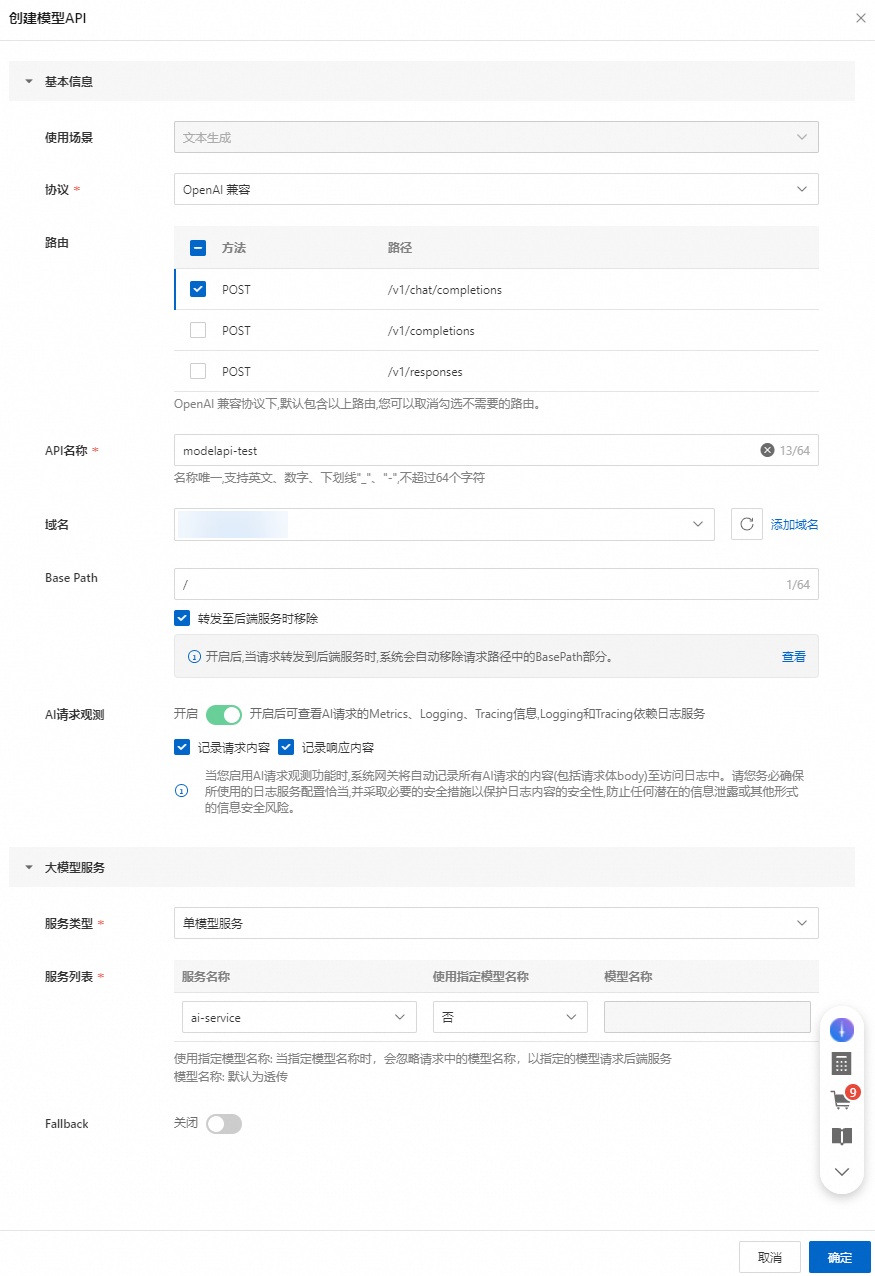 创建模型API
基本信息
使用场景 文本生成
协议 * OpenAI 兼容
路由
方法 路径
POST /v1/chat/completions
POST /v1/completions
POST /v1/responses
OpenAI 兼容协议下,默认包含以上路由,您可以取消勾选不需要的路由。
API名称 * modelapi-test 13/64
名称唯一,支持英文、数字、下划线"_"、"-",不超过64个字符
域名 添加域名
Base Path / 1/64
转发至后端服务时移除
开启后,当请求转发到后端服务时,系统会自动移除请求路径中的BasePath部分。 查看
AI请求观测 开启 开启后可查看AI请求的Metrics、Logging、Tracing信息,Logging和Tracing依赖日志服务
记录请求内容 记录响应内容
当您启用AI请求观测功能时,系统网关将自动记录所有AI请求的内容(包括请求体body)至访问日志中。请您务必确保
所使用的日志服务配置恰当,并采取必要的安全措施以保护日志内容的安全性,防止任何潜在的信息泄露或其他形式
的信息安全风险。
大模型服务
服务类型 * 单模型服务
服务列表 * 服务名称 使用指定模型名称 模型名称
ai-service 否
使用指定模型名称: 当指定模型名称时，会忽略请求中的模型名称，以指定的模型请求后端服务
模型名称: 默认为透传
Fallback 关闭
9
取消 确定